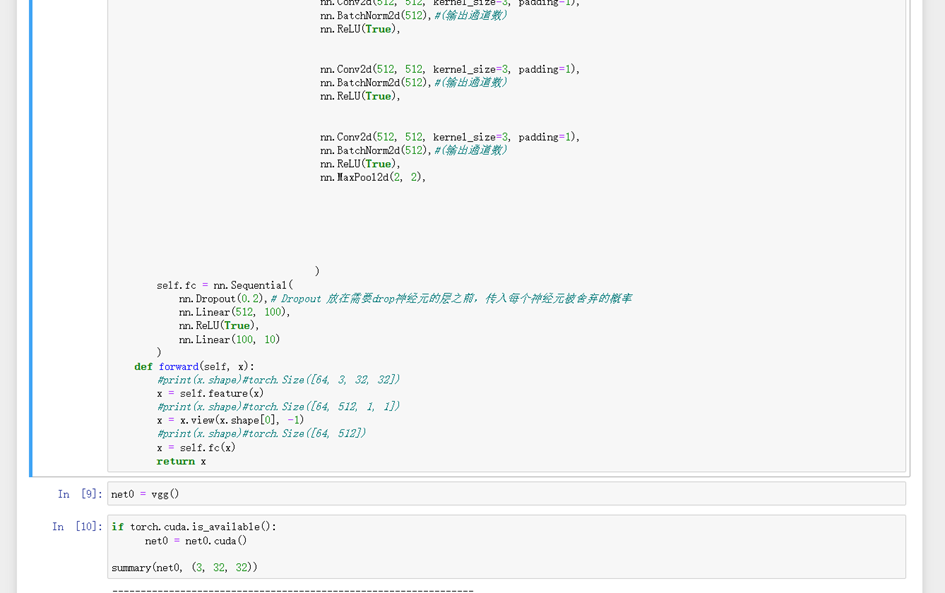 nn.Conv2d(512, 512, kernel_size=3, padding=1),
nn.BatchNorm2d(512),#(输出通道数)
nn.ReLU(True),
nn.Conv2d(512, 512, kernel_size=3, padding=1),
nn.BatchNorm2d(512),#(输出通道数)
nn.ReLU(True),
nn.Conv2d(512, 512, kernel_size=3, padding=1),
nn.BatchNorm2d(512),#(输出通道数)
nn.ReLU(True),
nn.MaxPool2d(2, 2),
)
self.fc = nn.Sequential(
nn.Dropout(0.2),# Dropout 放在需要drop神经元的层之前，传入每个神经元被舍弃的概率
nn.Linear(512, 100),
nn.ReLU(True),
nn.Linear(100, 10)
)
def forward(self, x):
#print(x.shape)#torch.Size([64, 3, 32, 32])
x = self.feature(x)
#print(x.shape)#torch.Size([64, 512, 1, 1])
x = x.view(x.shape[0], -1)
#print(x.shape)#torch.Size([64, 512])
x = self.fc(x)
return x
In [9]: net0 = vgg()
In [10]: if torch.cuda.is_available():
net0 = net0.cuda()
summary(net0, (3, 32, 32))
----------------------------------------------------------------